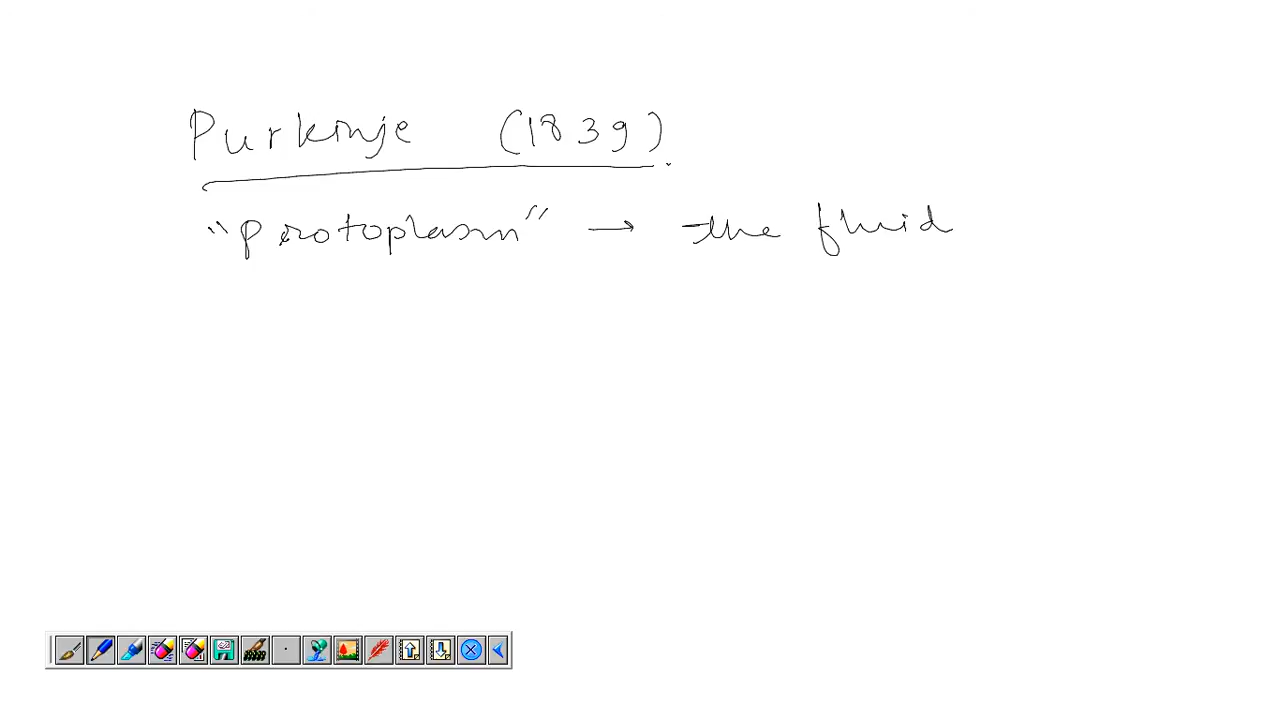 Purkinje (1839)
"protoplasm" → the fluid